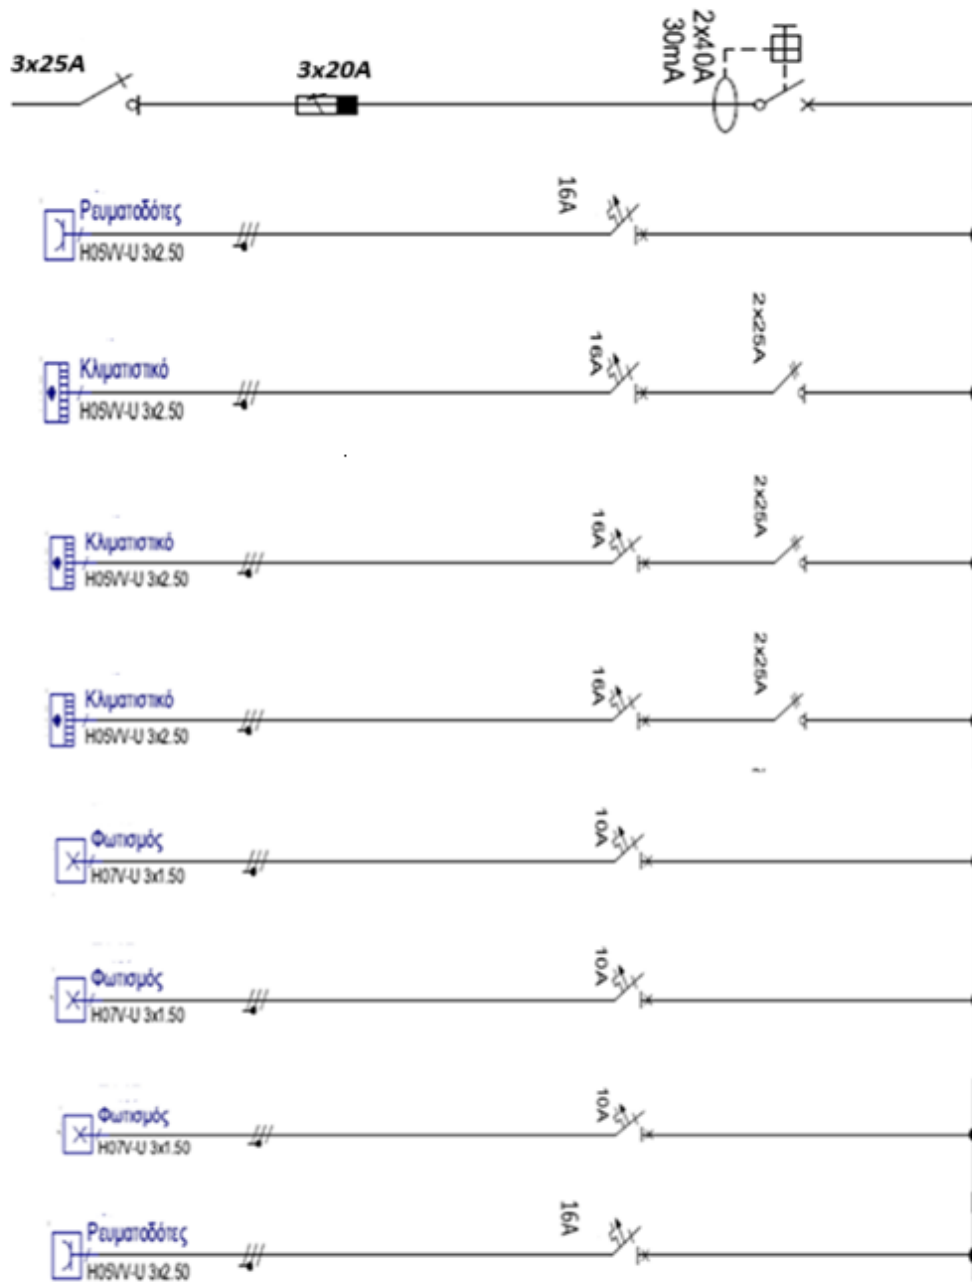 3x25A
3x20A
2x40A
30mA
Ρευματοδότες
H05VV-U 3x2.50
16A
Κλιματιστικό
H05VV-U 3x2.50
16A
2x25A
Κλιματιστικό
H05VV-U 3x2.50
16A
2x25A
Κλιματιστικό
H05VV-U 3x2.50
16A
2x25A
Φωτισμός
H07V-U 3x1.50
10A
Φωτισμός
H07V-U 3x1.50
10A
Φωτισμός
H07V-U 3x1.50
10A
Ρευματοδότες
H05VV-U 3x2.50
16A